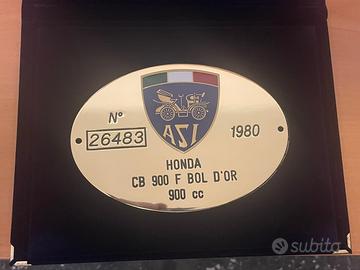 ASI
N°
26483
1980
HONDA
CB 900 F BOL D'OR
900 cc
subito